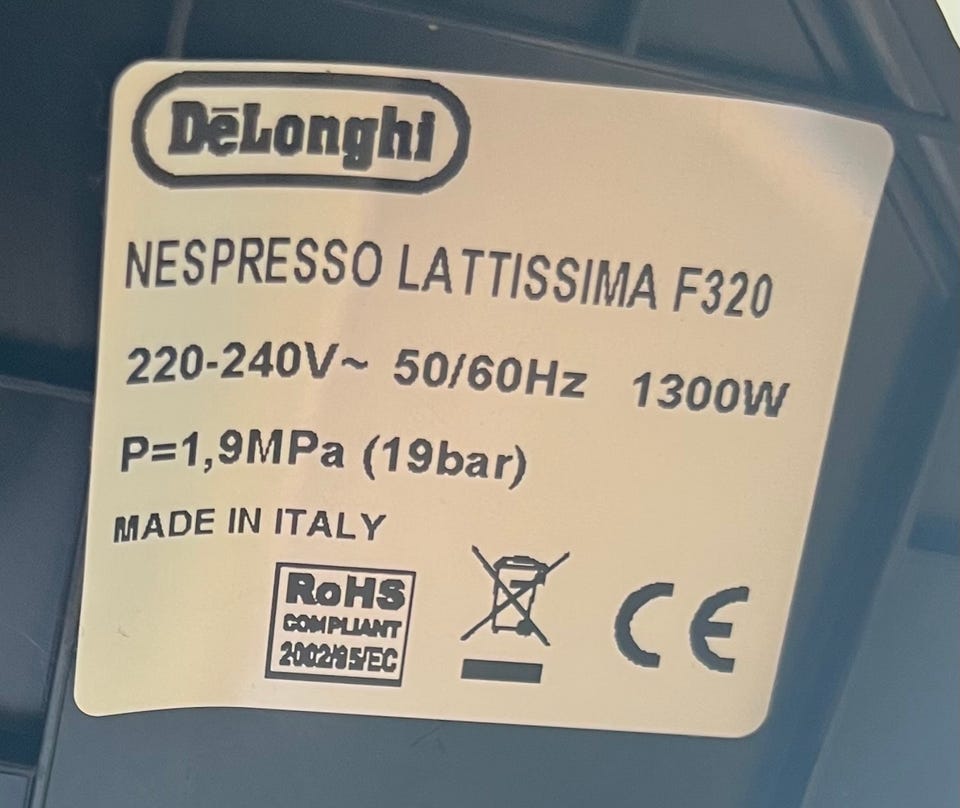 DēLonghi
NESPRESSO LATTISSIMA F320
220-240V~ 50/60Hz 1300W
P=1,9MPa (19bar)
MADE IN ITALY
RoHS
COMPLIANT
2002/95/EC
CE